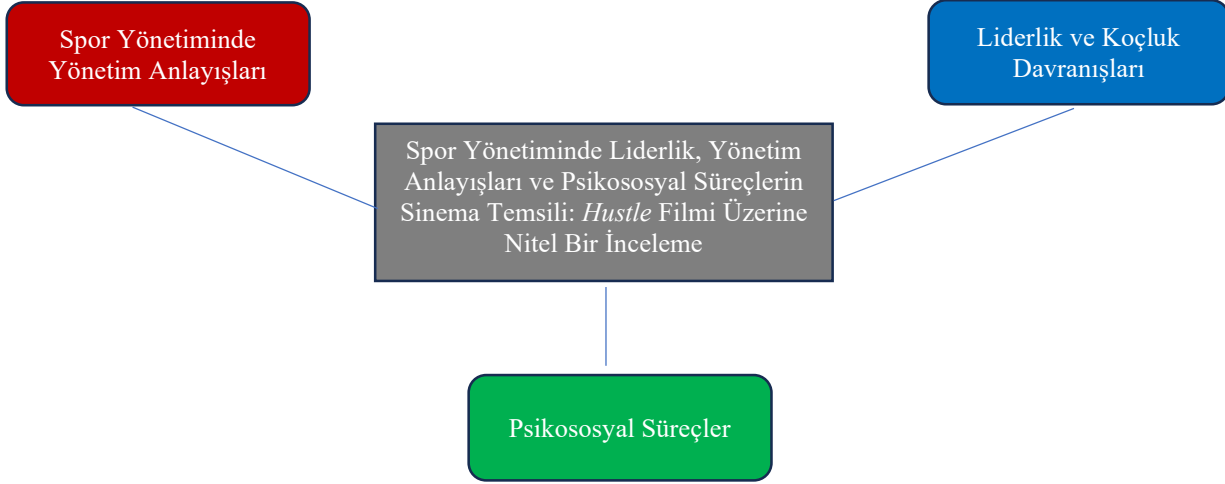 Spor Yönetiminde
Yönetim Anlayışları
Liderlik ve Koçluk
Davranışları
Spor Yönetiminde Liderlik, Yönetim
Anlayışları ve Psikososyal Süreçlerin
Sinema Temsili: Hustle Filmi Üzerine
Nitel Bir İnceleme
Psikososyal Süreçler